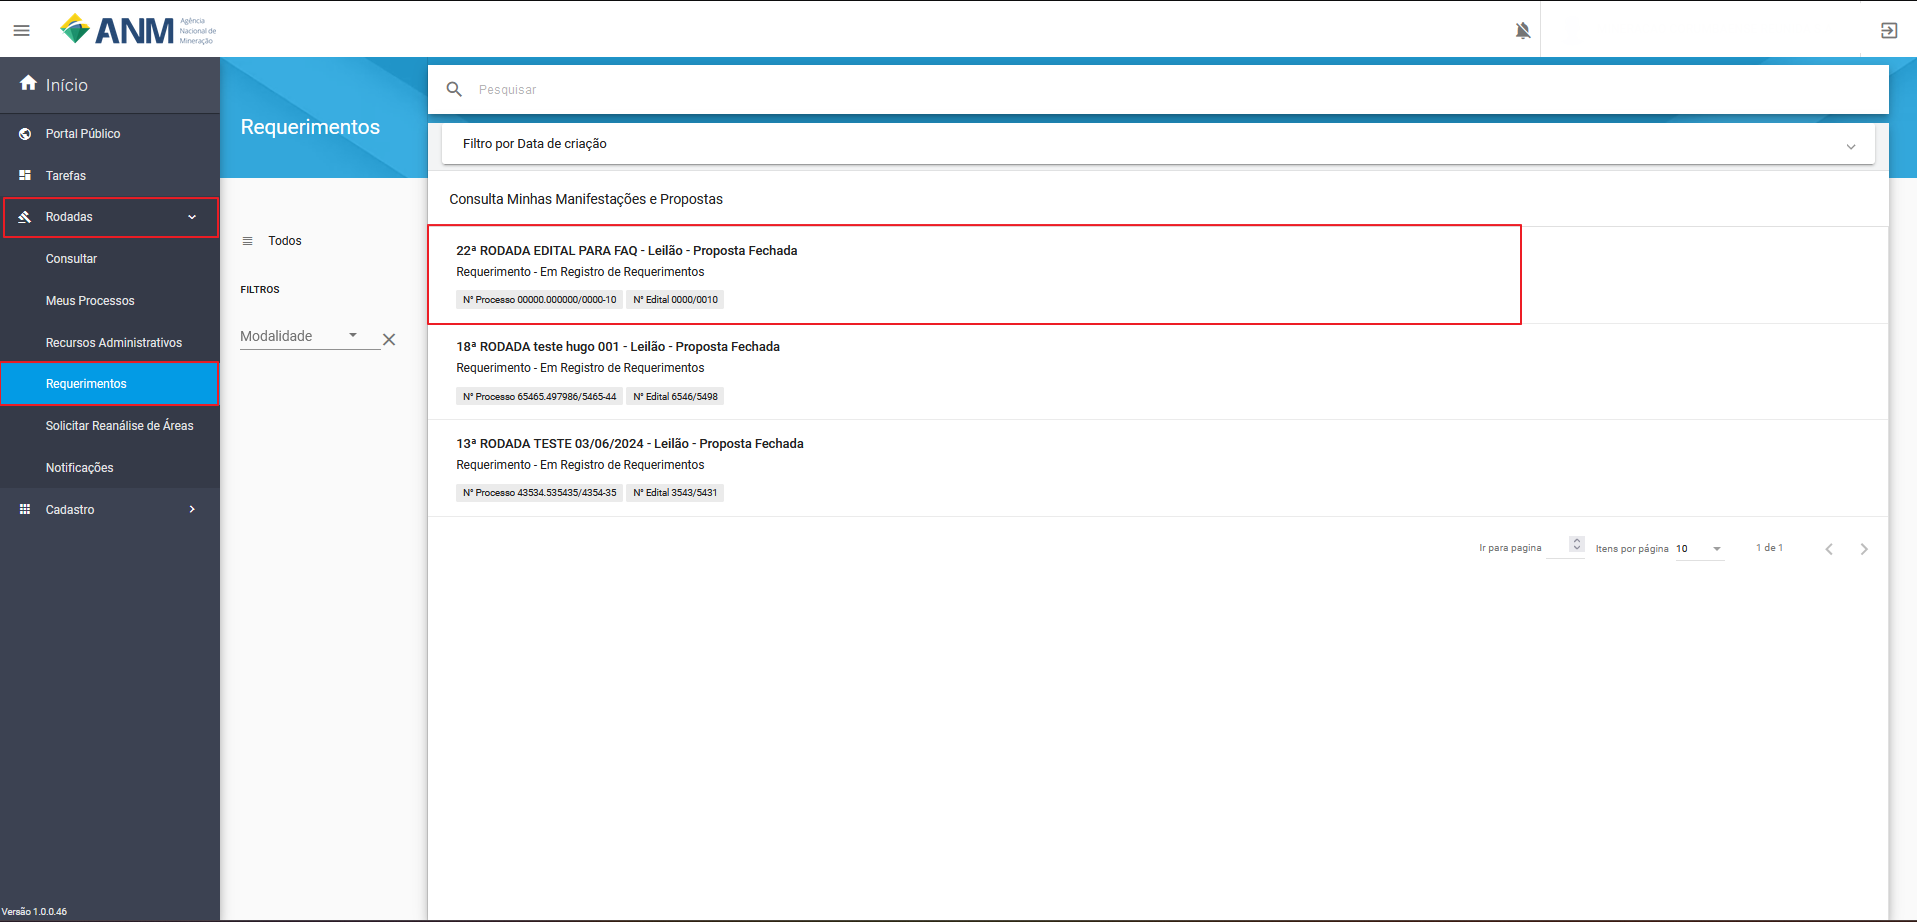 ANM
Agência
Nacional de
Mineração
Início
Portal Público
Tarefas
Rodadas
Consultar
Meus Processos
Recursos Administrativos
Requerimentos
Solicitar Reanálise de Áreas
Notificações
Cadastro
Versão 1.0.0.46
Requerimentos
Todos
FILTROS
Modalidade
Pesquisar
Filtro por Data de criação
Consulta Minhas Manifestações e Propostas
22ª RODADA EDITAL PARA FAQ - Leilão - Proposta Fechada
Requerimento - Em Registro de Requerimentos
N° Processo 00000.000000/0000-10 N° Edital 0000/0010
18ª RODADA teste hugo 001 - Leilão - Proposta Fechada
Requerimento - Em Registro de Requerimentos
N° Processo 65465.497986/5465-44 N° Edital 6546/5498
13ª RODADA TESTE 03/06/2024 - Leilão - Proposta Fechada
Requerimento - Em Registro de Requerimentos
N° Processo 43534.535435/4354-35 N° Edital 3543/5431
Ir para pagina Itens por página 10 1 de 1